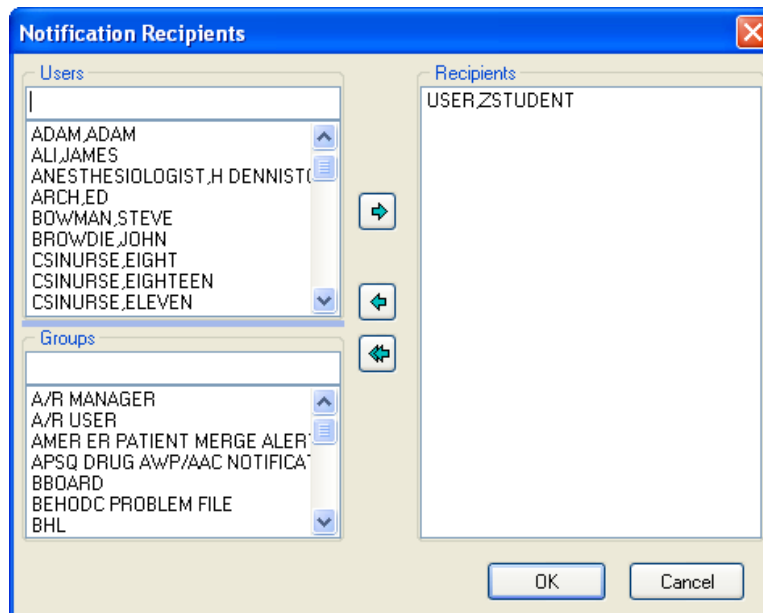 Notification Recipients
Users
ADAM,ADAM
ALI,JAMES
ANESTHESIOLOGIST,H DENNISTO
ARCH,ED
BOWMAN,STEVE
BROWDIE,JOHN
CSINURSE,EIGHT
CSINURSE,EIGHTEEN
CSINURSE,ELEVEN
Groups
A/R MANAGER
A/R USER
AMER ER PATIENT MERGE ALERT
APSQ DRUG AWP/AAC NOTIFICAT
BBOARD
BEHODC PROBLEM FILE
BHL
Recipients
USER,ZSTUDENT
OK
Cancel